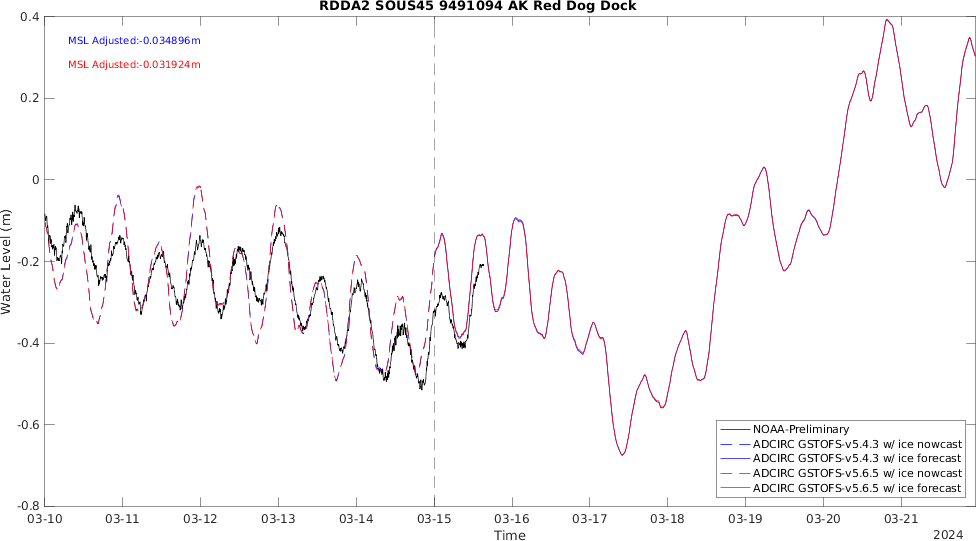 RDDA2 SOUS45 9491094 AK Red Dog Dock
MSL Adjusted:-0.034896m
MSL Adjusted:-0.031924m
Water Level (m)
0.4
0.2
0
-0.2
-0.4
-0.6
-0.8
NOAA-Preliminary
ADCIRC GSTOFS-v5.4.3 w/ ice nowcast
ADCIRC GSTOFS-v5.4.3 w/ ice forecast
ADCIRC GSTOFS-v5.6.5 w/ ice nowcast
ADCIRC GSTOFS-v5.6.5 w/ ice forecast
03-10 03-11 03-12 03-13 03-14 03-15 03-16 03-17 03-18 03-19 03-20 03-21
Time
2024